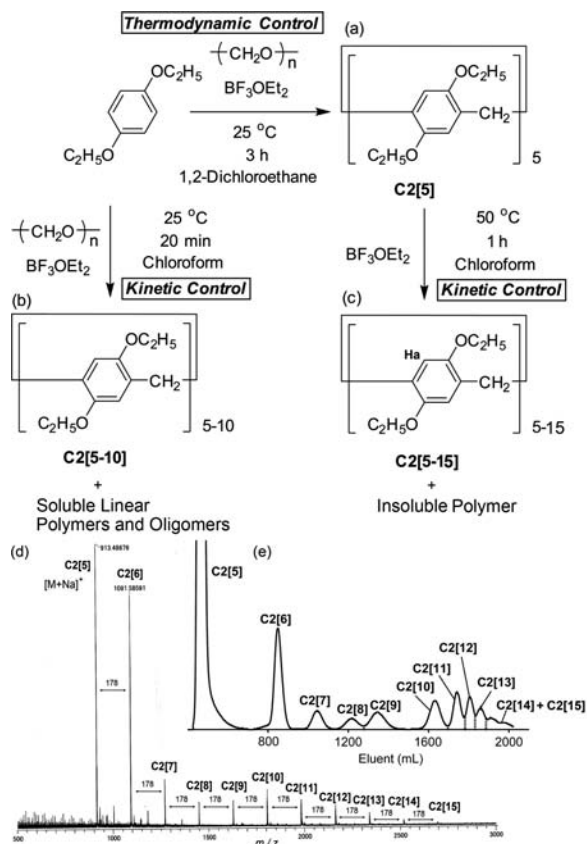 Thermodynamic Control
(CH2O)n
BF3OEt2
25 °C
3 h
1,2-Dichloroethane
OC2H5
C2H5O
(a)
OC2H5
CH2
C2H5O
5
C2[5]
(CH2O)n
BF3OEt2
25 °C
20 min
Chloroform
Kinetic Control
BF3OEt2
50 °C
1 h
Chloroform
Kinetic Control
(b)
OC2H5
CH2
C2H5O
5-10
C2[5-10]
+
Soluble Linear
Polymers and Oligomers
(c)
OC2H5
Ha
CH2
C2H5O
5-15
C2[5-15]
+
Insoluble Polymer
(d)
913.48676
C2[5]
[M+Na]+
C2[6]
1091.58591
178
C2[7]
178
C2[8]
178
C2[9]
178
C2[10]
178
C2[11]
178
C2[12]
178
C2[13]
178
C2[14]
178
C2[15]
500
1000
1500
2000
2500
3000
m / z
(e)
C2[5]
C2[6]
C2[7]
C2[8]
C2[9]
C2[10]
C2[11]
C2[12]
C2[13]
C2[14] + C2[15]
800
1200
1600
2000
Eluent (mL)